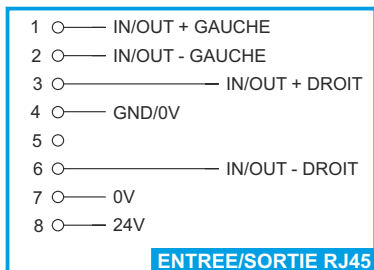 1 IN/OUT + GAUCHE
2 IN/OUT - GAUCHE
3 IN/OUT + DROIT
4 GND/0V
5
6 IN/OUT - DROIT
7 0V
8 24V
ENTREE/SORTIE RJ45